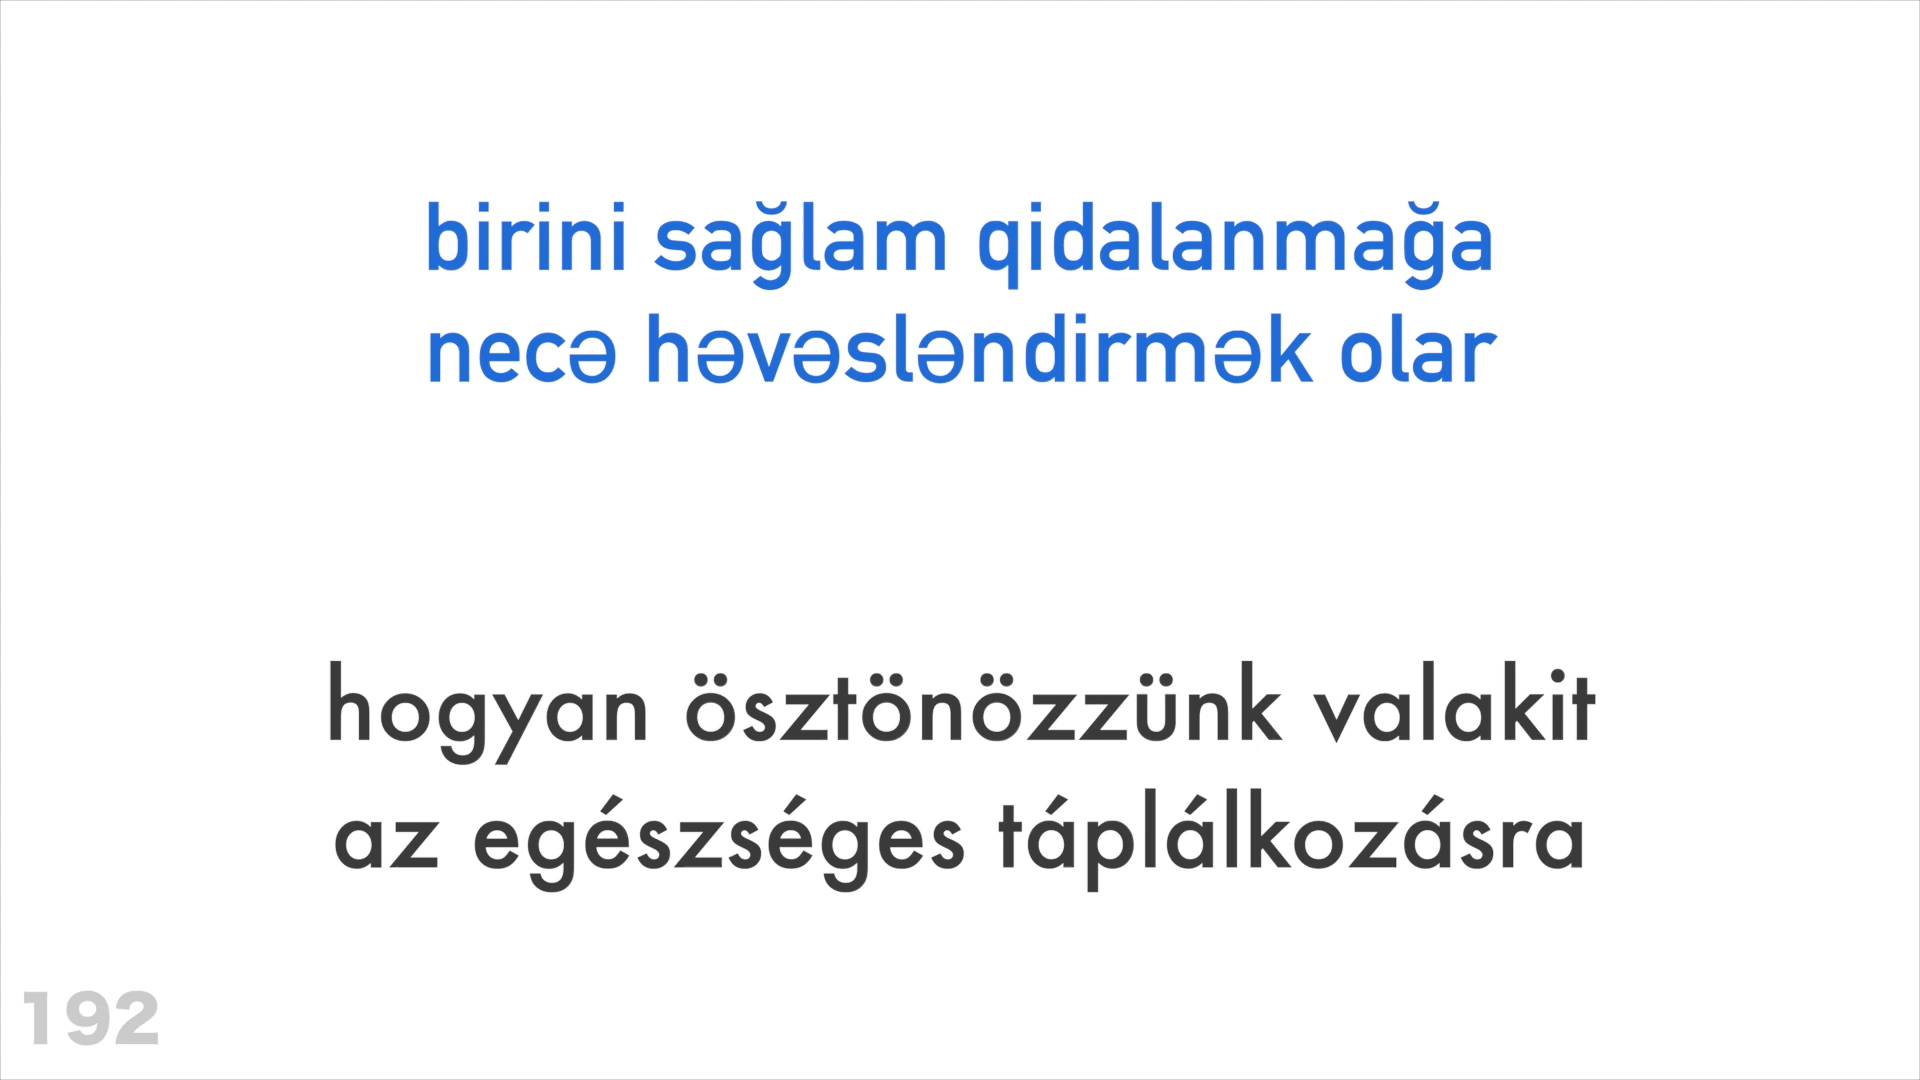 birini sağlam qidalanmağa
necə həvəsləndirmək olar
hogyan ösztönözzünk valakit
az egészséges táplálkozásra
192